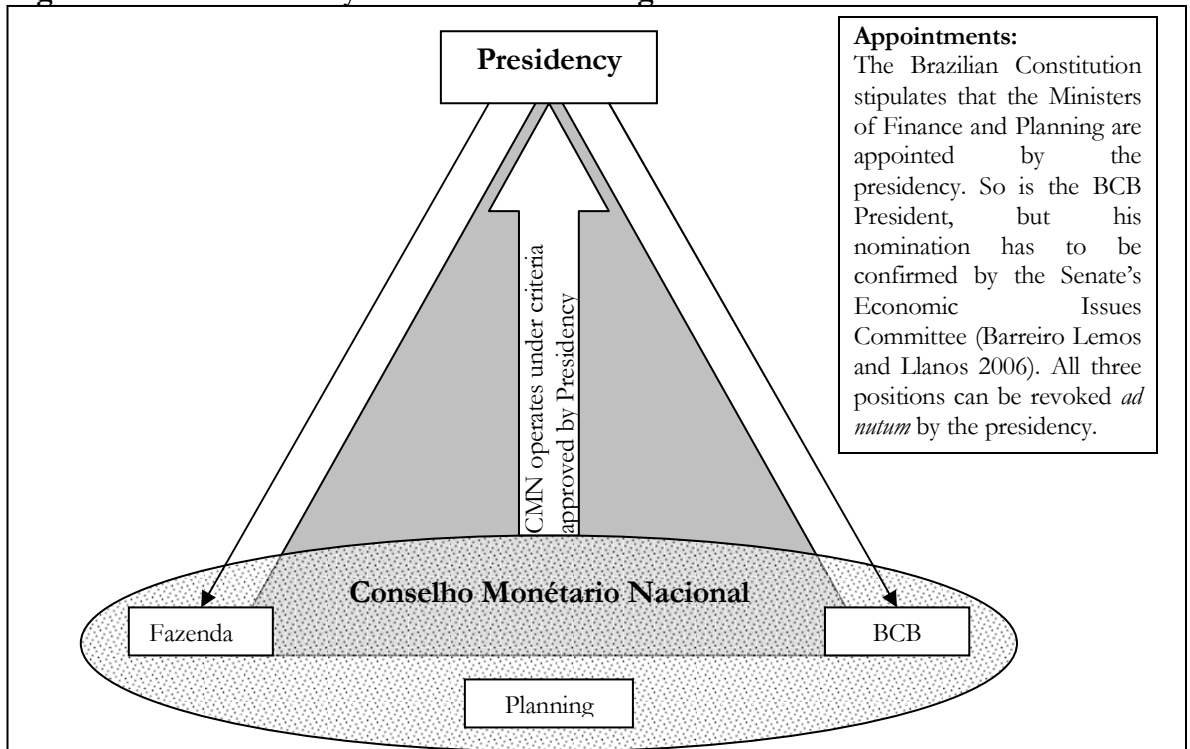 Presidency
Appointments:
The Brazilian Constitution
stipulates that the Ministers
of Finance and Planning are
appointed by the
presidency. So is the BCB
President, but his
nomination has to be
confirmed by the Senate's
Economic Issues
Committee (Barreiro Lemos
and Llanos 2006). All three
positions can be revoked ad
nutum by the presidency.
CMN operates under criteria
approved by Presidency
Conselho Monétario Nacional
Fazenda
BCB
Planning